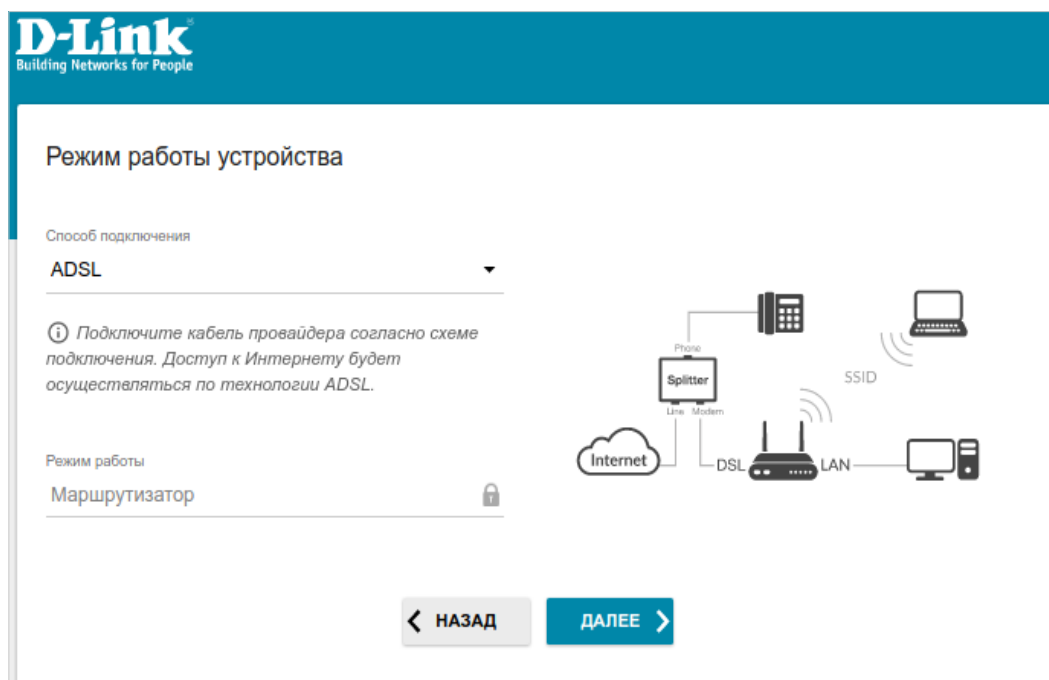 D-Link®
Building Networks for People
Режим работы устройства
Способ подключения
ADSL
Подключите кабель провайдера согласно схеме
подключения. Доступ к Интернету будет
осуществляться по технологии ADSL.
Режим работы
Маршрутизатор
Phone
Splitter
Line Modem
SSID
Internet
DSL
LAN
НАЗАД
ДАЛЕЕ